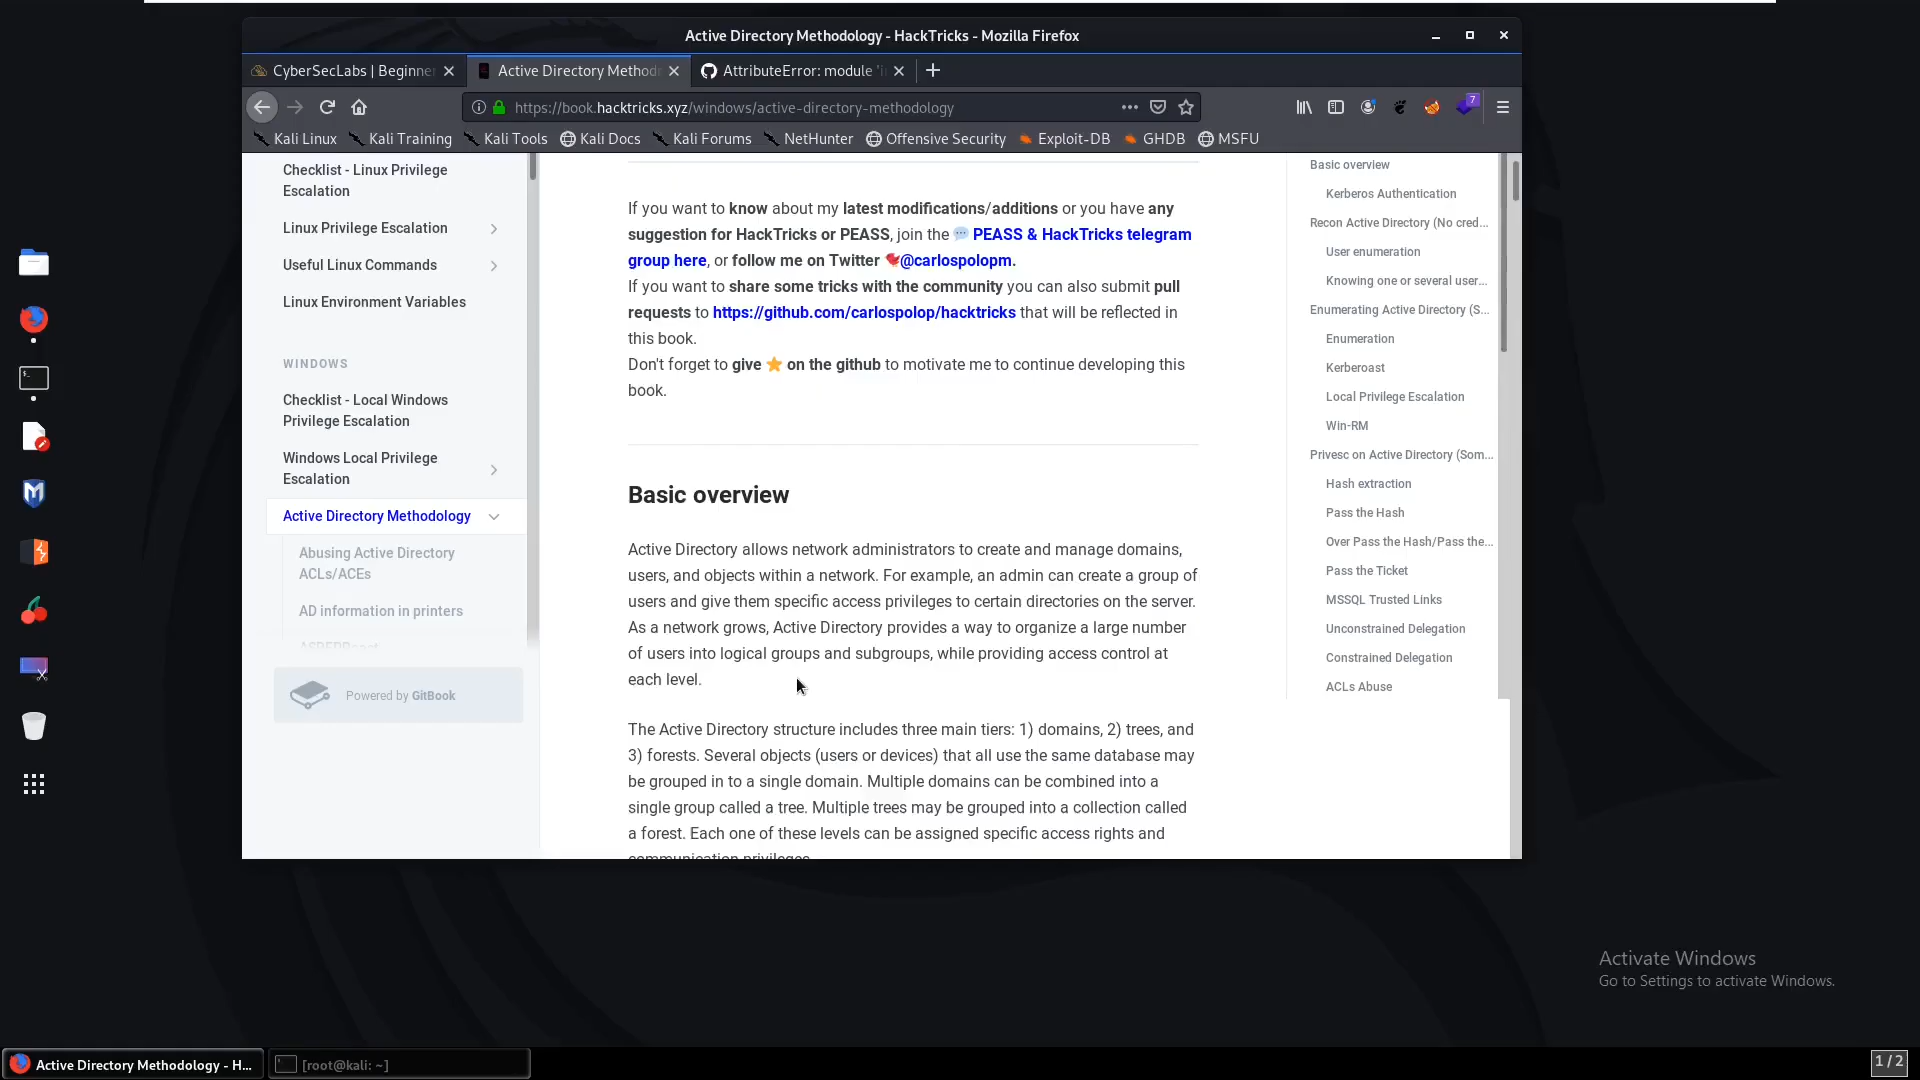 Active Directory Methodology - HackTricks - Mozilla Firefox
CyberSecLabs | Beginne
Active Directory Method
AttributeError: module 'i
https://book.hacktricks.xyz/windows/active-directory-methodology
7
Kali Linux
Kali Training
Kali Tools
Kali Docs
Kali Forums
NetHunter
Offensive Security
Exploit-DB
GHDB
MSFU
Checklist - Linux Privilege
Escalation
Linux Privilege Escalation
Useful Linux Commands
Linux Environment Variables
WINDOWS
Checklist - Local Windows
Privilege Escalation
Windows Local Privilege
Escalation
Active Directory Methodology
Abusing Active Directory
ACLs/ACEs
AD information in printers
ASREPRoast
Powered by GitBook
If you want to know about my latest modifications/additions or you have any
suggestion for HackTricks or PEASS, join the 💬 PEASS & HackTricks telegram
group here, or follow me on Twitter 🐦@carlospolopm.
If you want to share some tricks with the community you can also submit pull
requests to https://github.com/carlospolop/hacktricks that will be reflected in
this book.
Don't forget to give ⭐ on the github to motivate me to continue developing this
book.
Basic overview
Active Directory allows network administrators to create and manage domains,
users, and objects within a network. For example, an admin can create a group of
users and give them specific access privileges to certain directories on the server.
As a network grows, Active Directory provides a way to organize a large number
of users into logical groups and subgroups, while providing access control at
each level.
The Active Directory structure includes three main tiers: 1) domains, 2) trees, and
3) forests. Several objects (users or devices) that all use the same database may
be grouped in to a single domain. Multiple domains can be combined into a
single group called a tree. Multiple trees may be grouped into a collection called
a forest. Each one of these levels can be assigned specific access rights and
communication privileges.
Basic overview
Kerberos Authentication
Recon Active Directory (No cred...
User enumeration
Knowing one or several user...
Enumerating Active Directory (S...
Enumeration
Kerberoast
Local Privilege Escalation
Win-RM
Privesc on Active Directory (Som...
Hash extraction
Pass the Hash
Over Pass the Hash/Pass the...
Pass the Ticket
MSSQL Trusted Links
Unconstrained Delegation
Constrained Delegation
ACLs Abuse
Activate Windows
Go to Settings to activate Windows.
Active Directory Methodology - H...
[root@kali: ~]
1 / 2